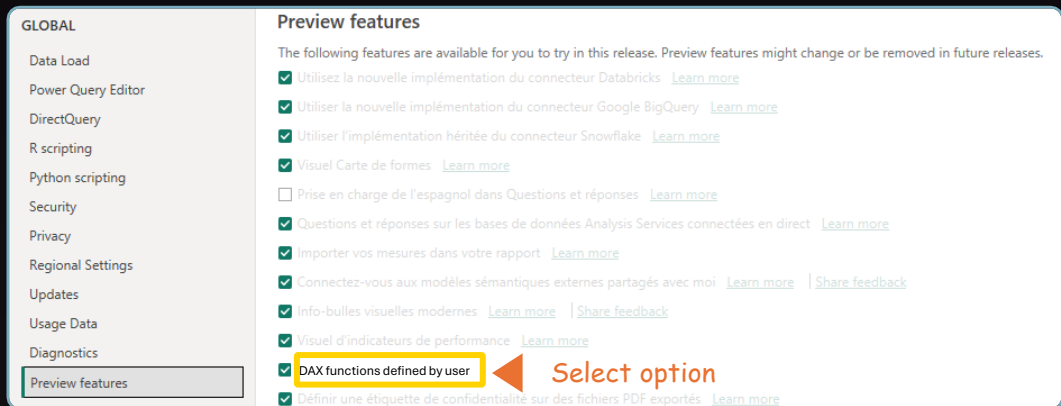 GLOBAL
Data Load
Power Query Editor
DirectQuery
R scripting
Python scripting
Security
Privacy
Regional Settings
Updates
Usage Data
Diagnostics
Preview features
Preview features
The following features are available for you to try in this release. Preview features might change or be removed in future releases.
Utilisez la nouvelle implémentation du connecteur Databricks Learn more
Utiliser la nouvelle implémentation du connecteur Google BigQuery Learn more
Utiliser l'implémentation héritée du connecteur Snowflake Learn more
Visuel Carte de formes Learn more
Prise en charge de l'espagnol dans Questions et réponses Learn more
Questions et réponses sur les bases de données Analysis Services connectées en direct Learn more
Importer vos mesures dans votre rapport Learn more
Connectez-vous aux modèles sémantiques externes partagés avec moi Learn more | Share feedback
Info-bulles visuelles modernes Learn more | Share feedback
Visuel d'indicateurs de performance Learn more
DAX functions defined by user Select option
Définir une étiquette de confidentialité sur des fichiers PDF exportés Learn more